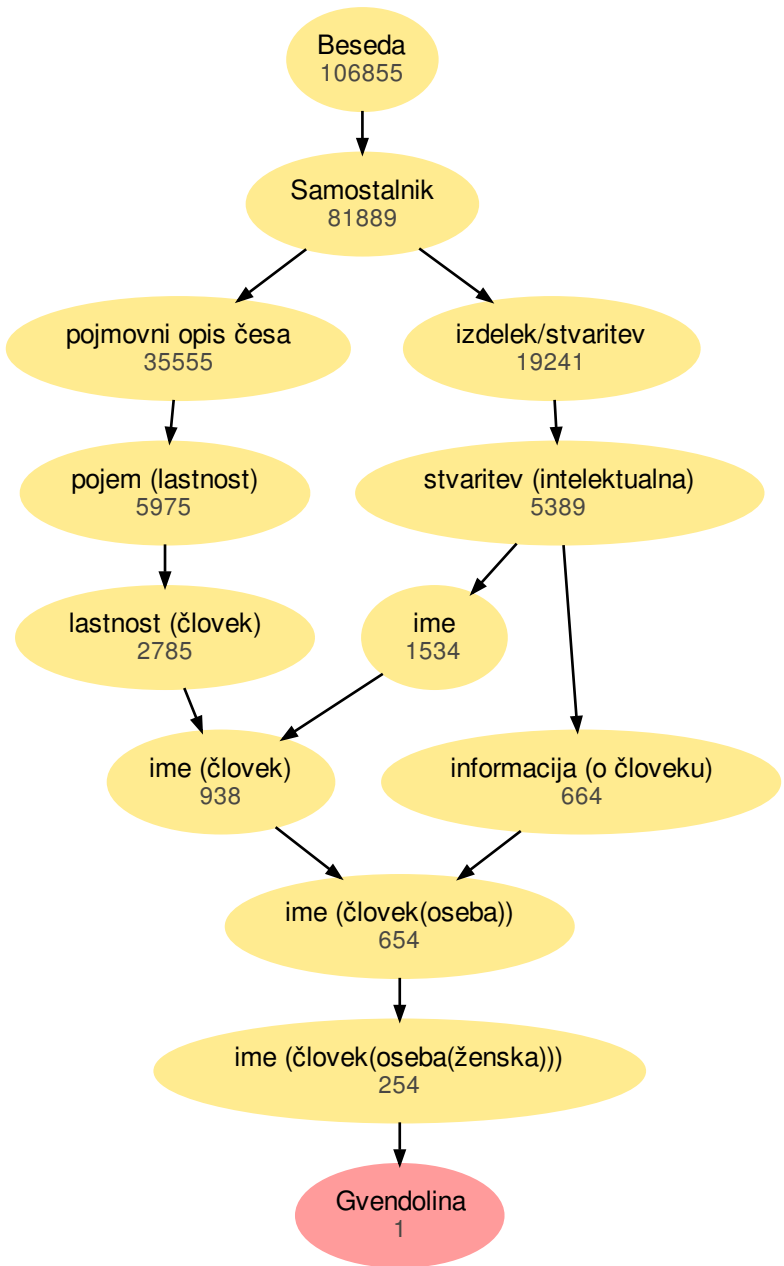 Beseda
106855
Samostalnik
81889
pojmovni opis česa
35555
izdelek/stvaritev
19241
pojem (lastnost)
5975
stvaritev (intelektualna)
5389
lastnost (človek)
2785
ime
1534
ime (človek)
938
informacija (o človeku)
664
ime (človek(oseba))
654
ime (človek(oseba(ženska)))
254
Gvendolina
1